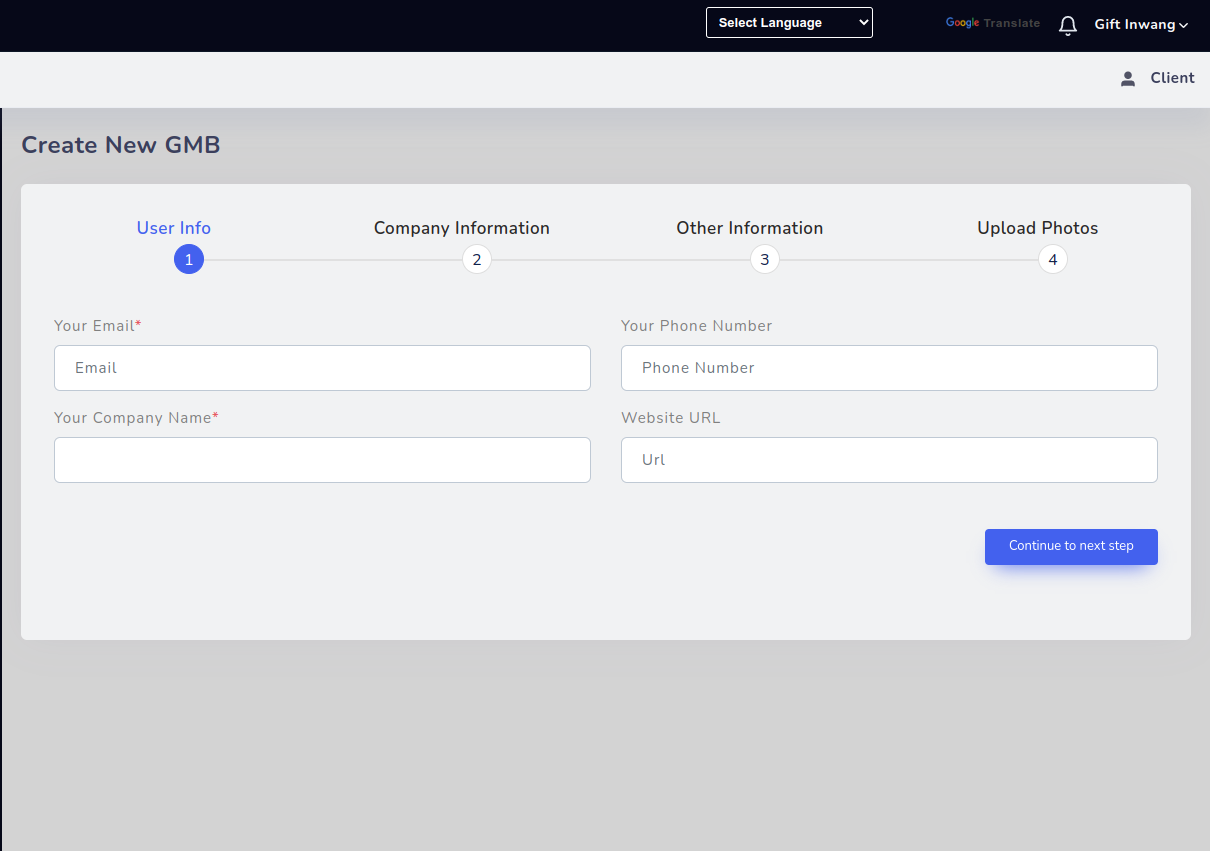 Select Language
Google Translate
Gift Inwang
Client
Create New GMB
User Info
Company Information
Other Information
Upload Photos
1
2
3
4
Your Email*
Your Phone Number
Email
Phone Number
Your Company Name*
Website URL
Url
Continue to next step